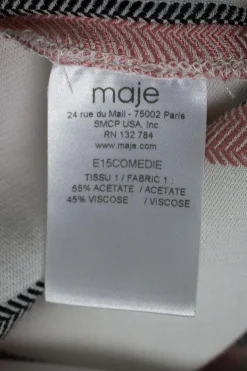 maje
24 rue du Mail - 75002 Paris
SMCP USA, Inc
RN 132 784
www.maje.com
E15COMEDIE
TISSU 1 / FABRIC 1 :
55% ACETATE / ACETATE
45% VISCOSE / VISCOSE